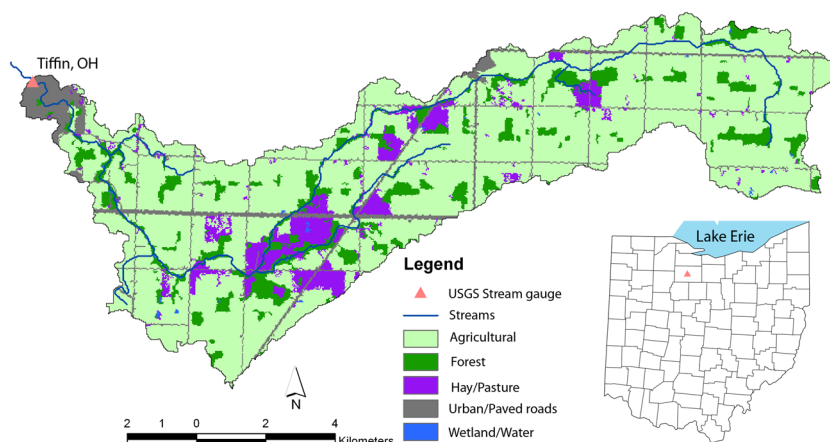 Tiffin, OH
Lake Erie
Legend
USGS Stream gauge
Streams
Agricultural
Forest
Hay/Pasture
Urban/Paved roads
Wetland/Water
N
2 1 0 2 4
Kilometers